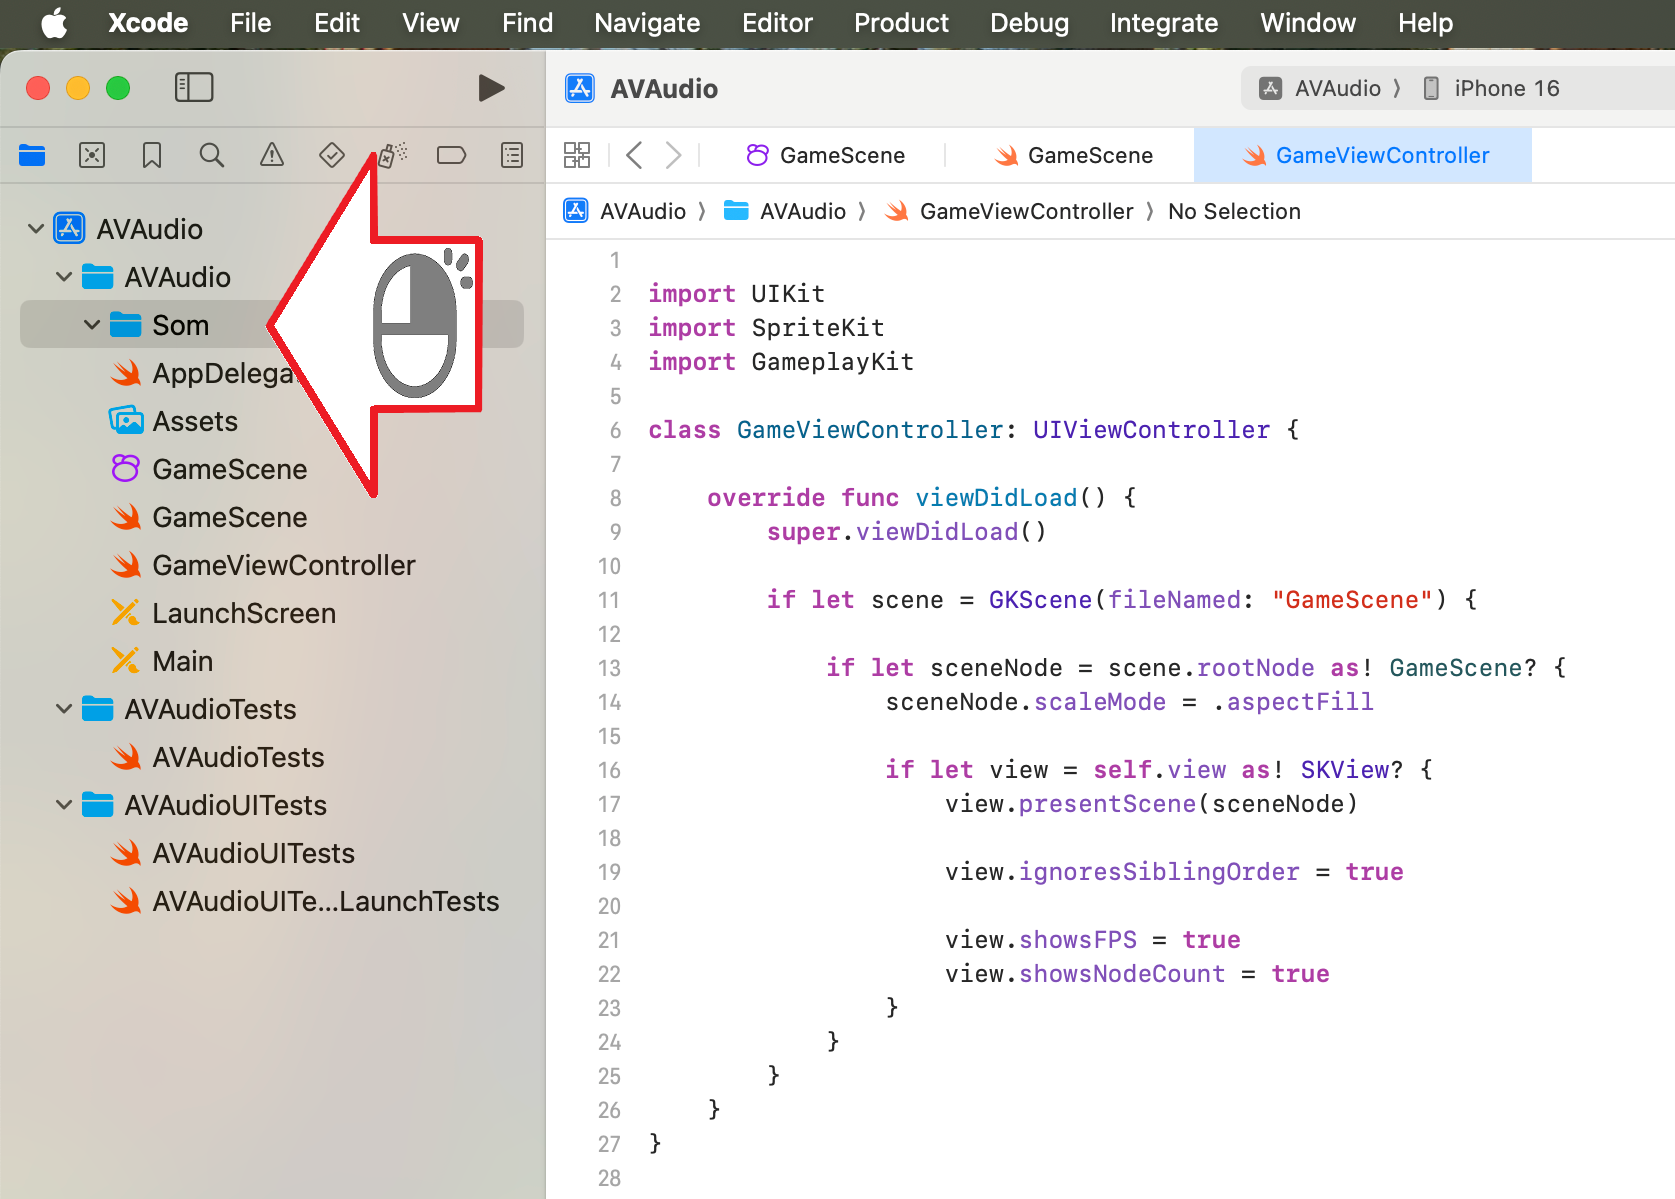 Xcode File Edit View Find Navigate Editor Product Debug Integrate Window Help
AVAudio
AVAudio 〉 iPhone 16
GameScene
GameScene
GameViewController
AVAudio 〉 AVAudio 〉 GameViewController 〉 No Selection
AVAudio
AVAudio
Som
Assets
GameScene
GameScene
GameViewController
LaunchScreen
Main
AVAudioTests
AVAudioTests
AVAudioUITests
AVAudioUITests
AVAudioUITe...LaunchTests
1
2 import UIKit
3 import SpriteKit
4 import GameplayKit
5
6 class GameViewController: UIViewController {
7
8 override func viewDidLoad() {
9 super.viewDidLoad()
10
11 if let scene = GKScene(fileNamed: "GameScene") {
12
13 if let sceneNode = scene.rootNode as! GameScene? {
14 sceneNode.scaleMode = .aspectFill
15
16 if let view = self.view as! SKView? {
17 view.presentScene(sceneNode)
18
19 view.ignoresSiblingOrder = true
20
21 view.showsFPS = true
22 view.showsNodeCount = true
23 }
24 }
25 }
26 }
27 }
28